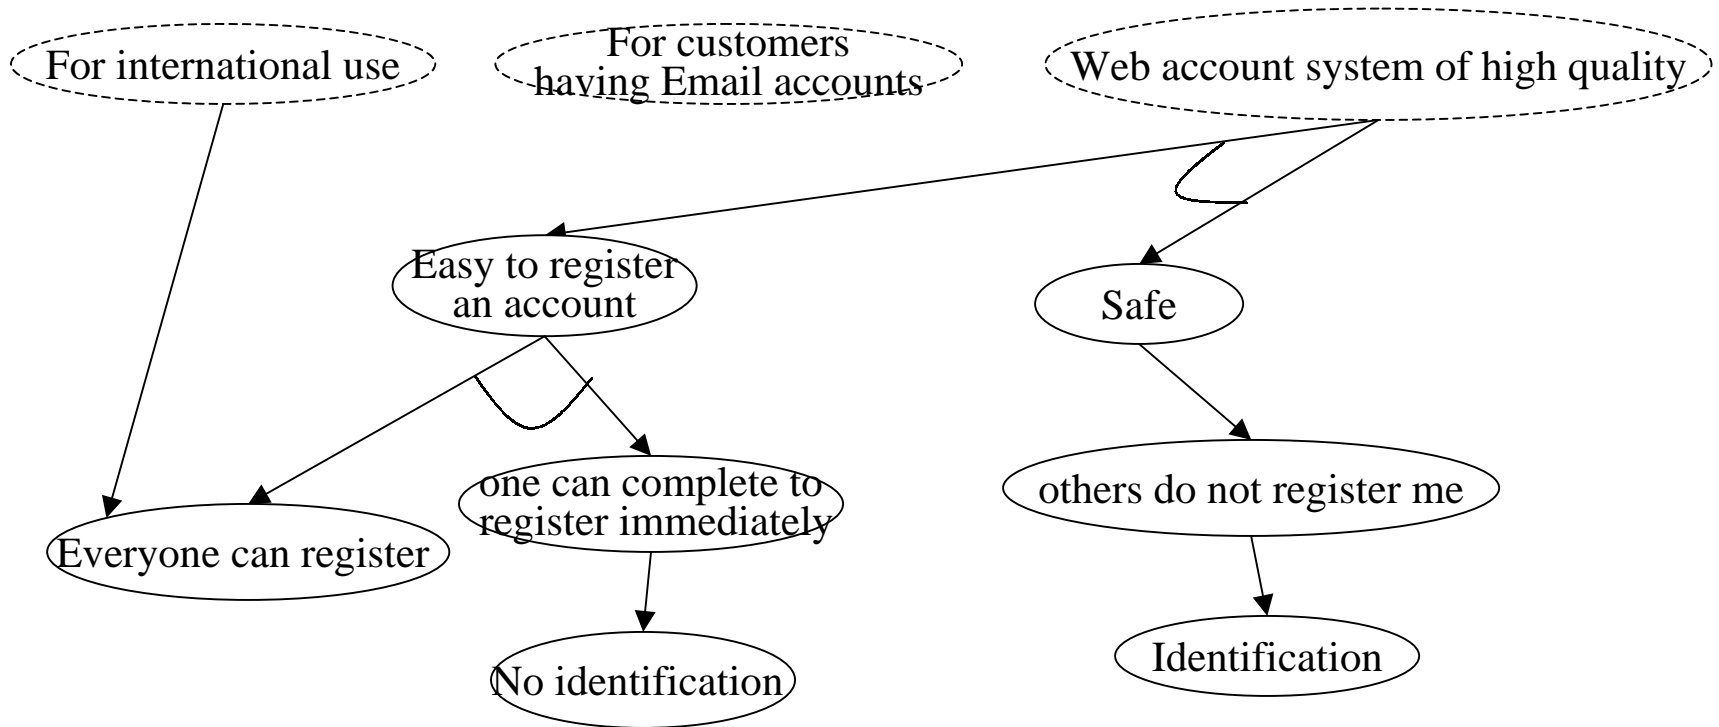 For international use
For customers
having Email accounts
Web account system of high quality
Easy to register
an account
Safe
one can complete to
register immediately
others do not register me
Everyone can register
No identification
Identification